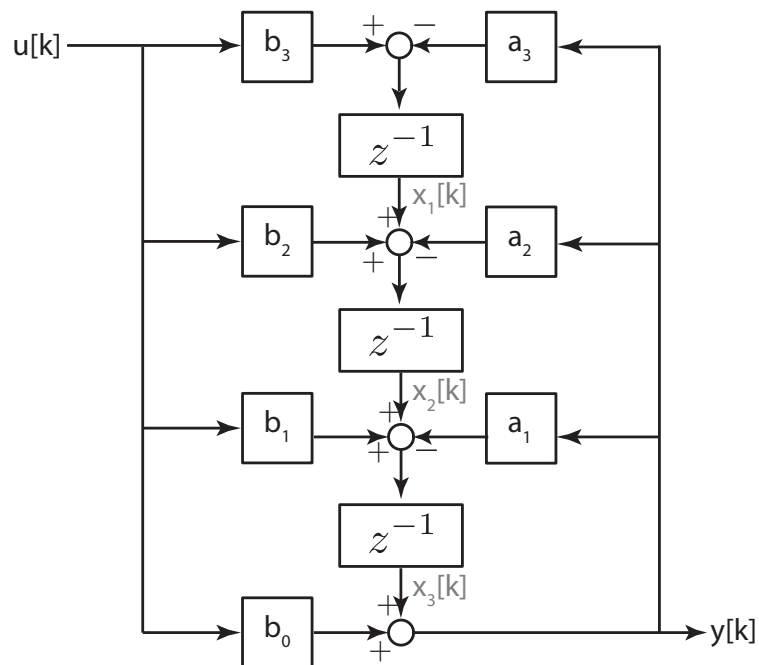 u[k] b₃ + − a₃
z⁻¹
x₁[k]
+
b₂ + − a₂
z⁻¹
x₂[k]
+
b₁ + − a₁
z⁻¹
x₃[k]
+
b₀ + y[k]